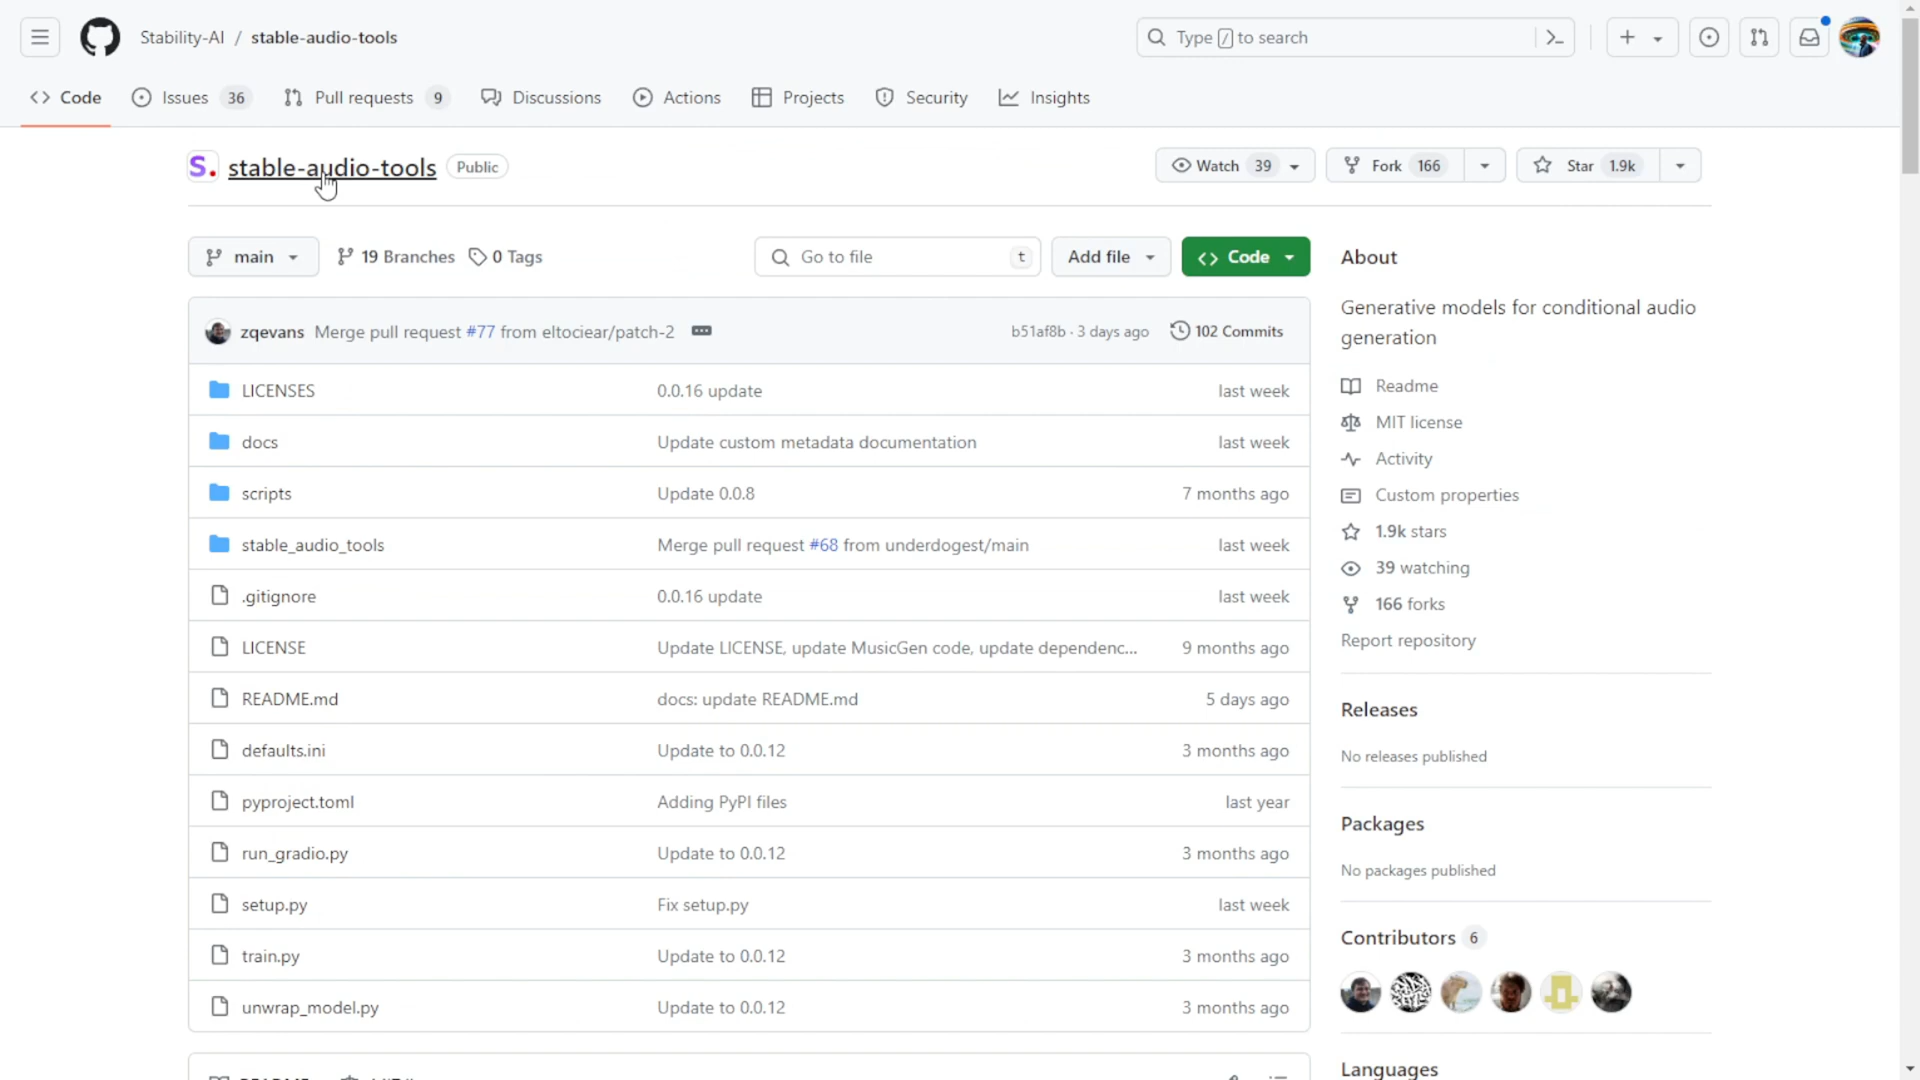 Stability-AI / stable-audio-tools
Type / to search
Code
Issues 36
Pull requests 9
Discussions
Actions
Projects
Security
Insights
S. stable-audio-tools Public
Watch 39
Fork 166
Star 1.9k
main
19 Branches
0 Tags
Go to file t
Add file
Code
zqevans Merge pull request #77 from eltociear/patch-2
b51af8b · 3 days ago
102 Commits
LICENSES 0.0.16 update last week
docs Update custom metadata documentation last week
scripts Update 0.0.8 7 months ago
stable_audio_tools Merge pull request #68 from underdogest/main last week
.gitignore 0.0.16 update last week
LICENSE Update LICENSE, update MusicGen code, update dependenc... 9 months ago
README.md docs: update README.md 5 days ago
defaults.ini Update to 0.0.12 3 months ago
pyproject.toml Adding PyPI files last year
run_gradio.py Update to 0.0.12 3 months ago
setup.py Fix setup.py last week
train.py Update to 0.0.12 3 months ago
unwrap_model.py Update to 0.0.12 3 months ago
About
Generative models for conditional audio
generation
Readme
MIT license
Activity
Custom properties
1.9k stars
39 watching
166 forks
Report repository
Releases
No releases published
Packages
No packages published
Contributors 6
Languages